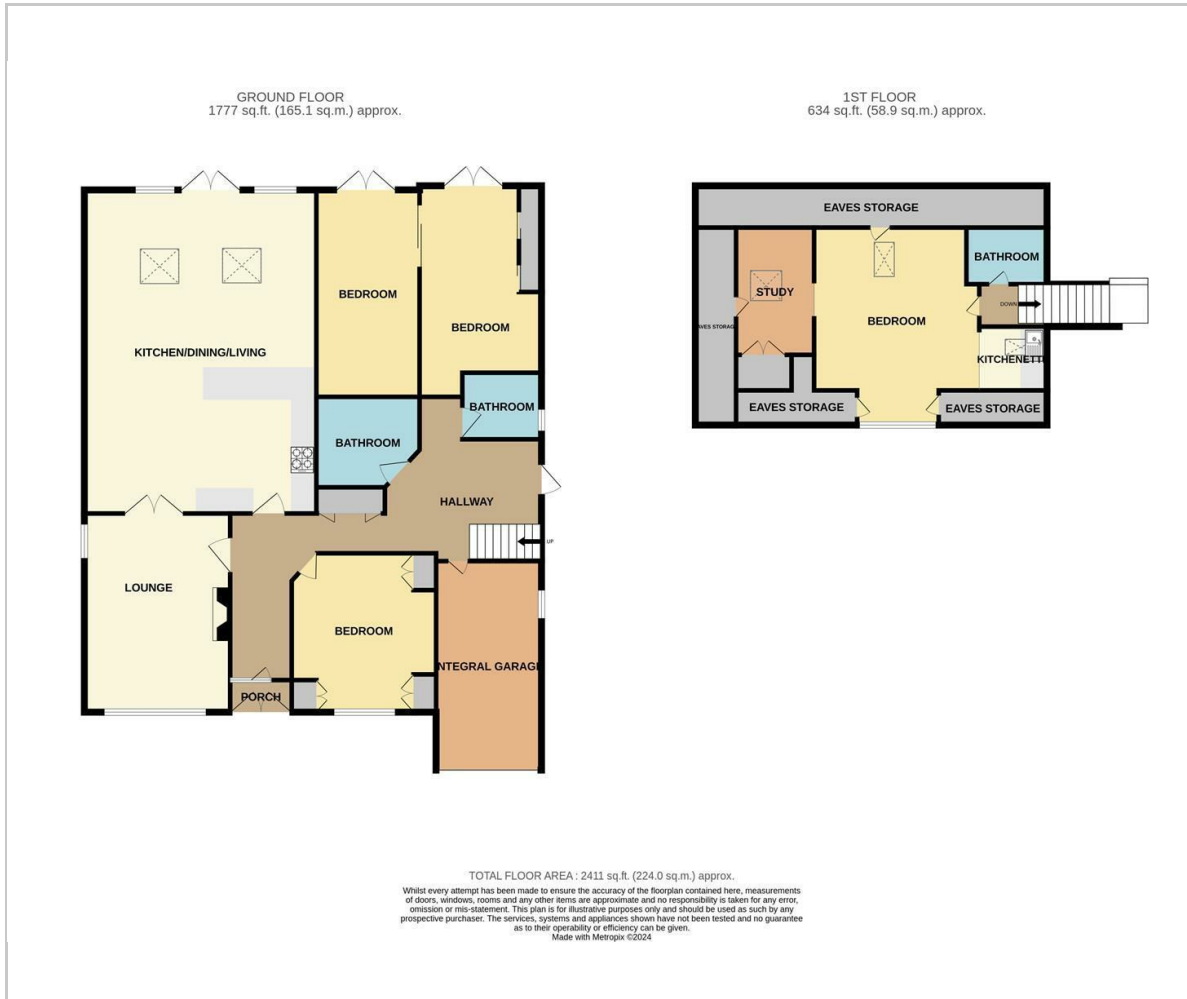 GROUND FLOOR
1777 sq.ft. (165.1 sq.m.) approx.
1ST FLOOR
634 sq.ft. (58.9 sq.m.) approx.
KITCHEN/DINING/LIVING
BEDROOM
BEDROOM
BATHROOM
BATHROOM
HALLWAY
UP
LOUNGE
BEDROOM
NTEGRAL GARAGE
PORCH
EAVES STORAGE
BATHROOM
STUDY
BEDROOM
DOWN
AVES STORAG
KITCHENETT
EAVES STORAGE
EAVES STORAGE
TOTAL FLOOR AREA : 2411 sq.ft. (224.0 sq.m.) approx.
Whilst every attempt has been made to ensure the accuracy of the floorplan contained here, measurements
of doors, windows, rooms and any other items are approximate and no responsibility is taken for any error,
omission or mis-statement. This plan is for illustrative purposes only and should be used as such by any
prospective purchaser. The services, systems and appliances shown have not been tested and no guarantee
as to their operability or efficiency can be given.
Made with Metropix ©2024